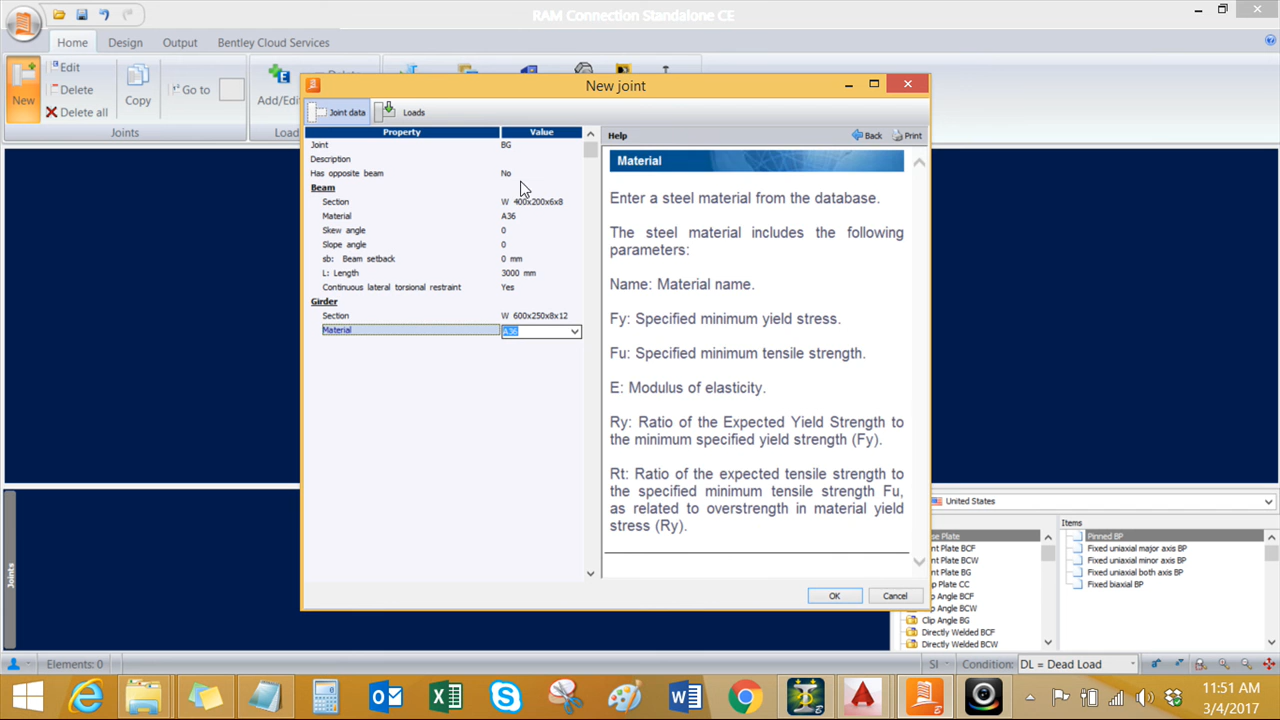 RAM Connection Standalone CE
Home Design Output Bentley Cloud Services
New
Edit
Delete
Delete all
Copy
Go to
Add/Edit
Joints
New joint
Joint data Loads
Property Value
Joint BG
Description
Has opposite beam No
Beam
Section W 400x200x6x8
Material A36
Skew angle 0
Slope angle 0
sb: Beam setback 0 mm
L: Length 3000 mm
Continuous lateral torsional restraint Yes
Girder
Section W 600x250x8x12
Material A36
Help Back Print
Material
Enter a steel material from the database.
The steel material includes the following
parameters:
Name: Material name.
Fy: Specified minimum yield stress.
Fu: Specified minimum tensile strength.
E: Modulus of elasticity.
Ry: Ratio of the Expected Yield Strength to
the minimum specified yield strength (Fy).
Rt: Ratio of the expected tensile strength to
the specified minimum tensile strength Fu,
as related to overstrength in material yield
stress (Ry).
OK Cancel
Joints
United States
Items
Plate
Plate BCF
Plate BCW
Plate BG
Plate CC
Angle BCF
Angle BCW
Clip Angle BG
Directly Welded BCF
Directly Welded BCW
Pinned BP
Fixed uniaxial major axis BP
Fixed uniaxial minor axis BP
Fixed uniaxial both axis BP
Fixed biaxial BP
Elements: 0
SI Condition: DL = Dead Load
11:51 AM
3/4/2017